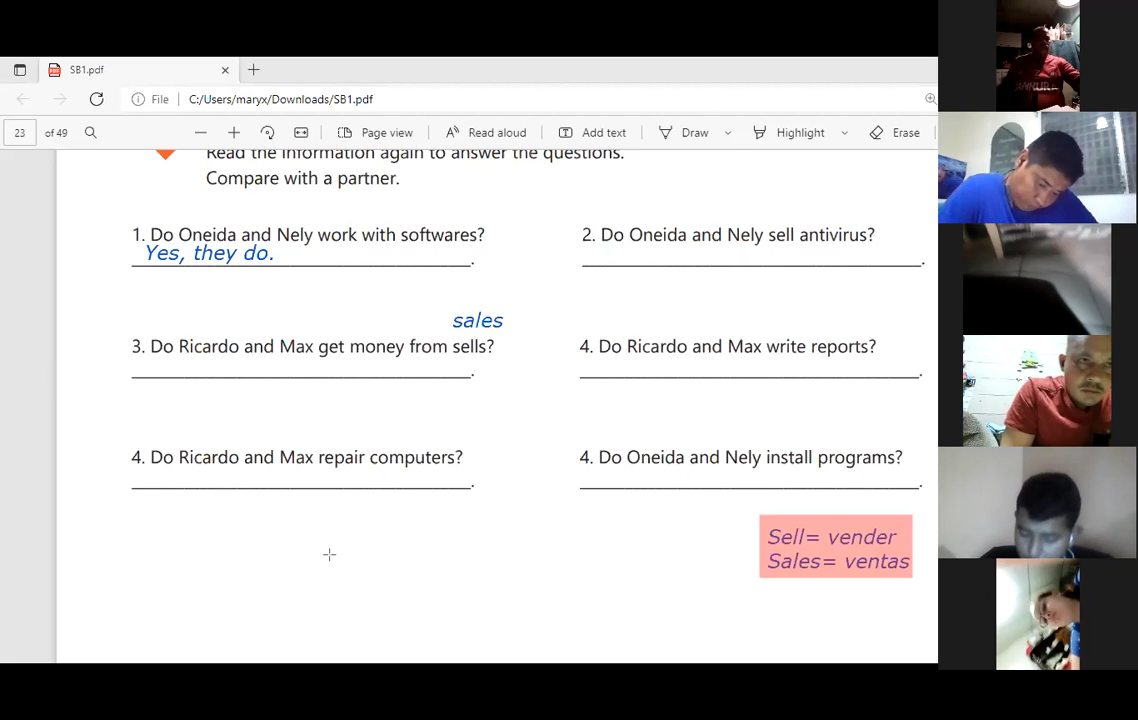 SB1.pdf
File C:/Users/maryx/Downloads/SB1.pdf
23 of 49 Page view Read aloud Add text Draw Highlight Erase
Read the information again to answer the questions.
Compare with a partner.
1. Do Oneida and Nely work with softwares?
Yes, they do.
2. Do Oneida and Nely sell antivirus?
sales
3. Do Ricardo and Max get money from sells?
4. Do Ricardo and Max write reports?
4. Do Ricardo and Max repair computers?
4. Do Oneida and Nely install programs?
Sell= vender
Sales= ventas